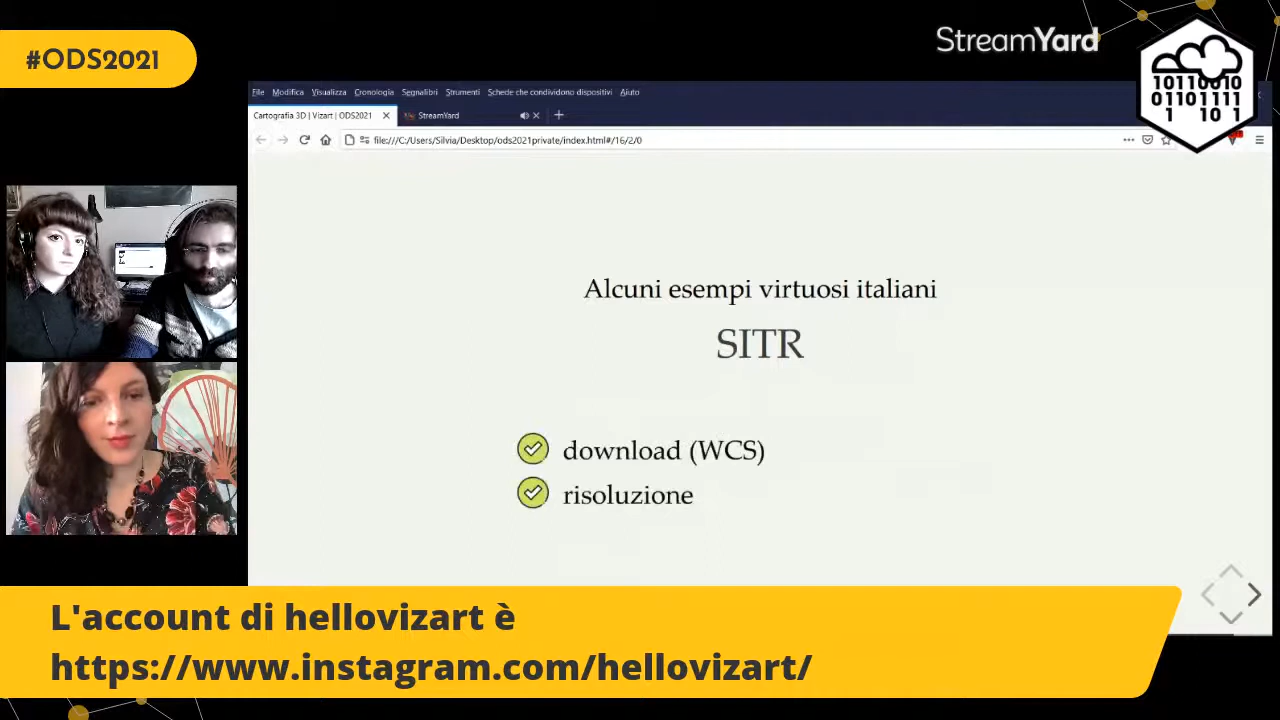 #ODS2021
StreamYard
10110010
01101111
1 10 1
File Modifica Visualizza Cronologia Segnalibri Strumenti Schede che condividono dispositivi Aiuto
Cartografia 3D | Vizart | ODS2021
StreamYard
file:///C:/Users/Silvia/Desktop/ods2021private/index.html#/16/2/0
Alcuni esempi virtuosi italiani
SITR
download (WCS)
risoluzione
L'account di hellovizart è
https://www.instagram.com/hellovizart/